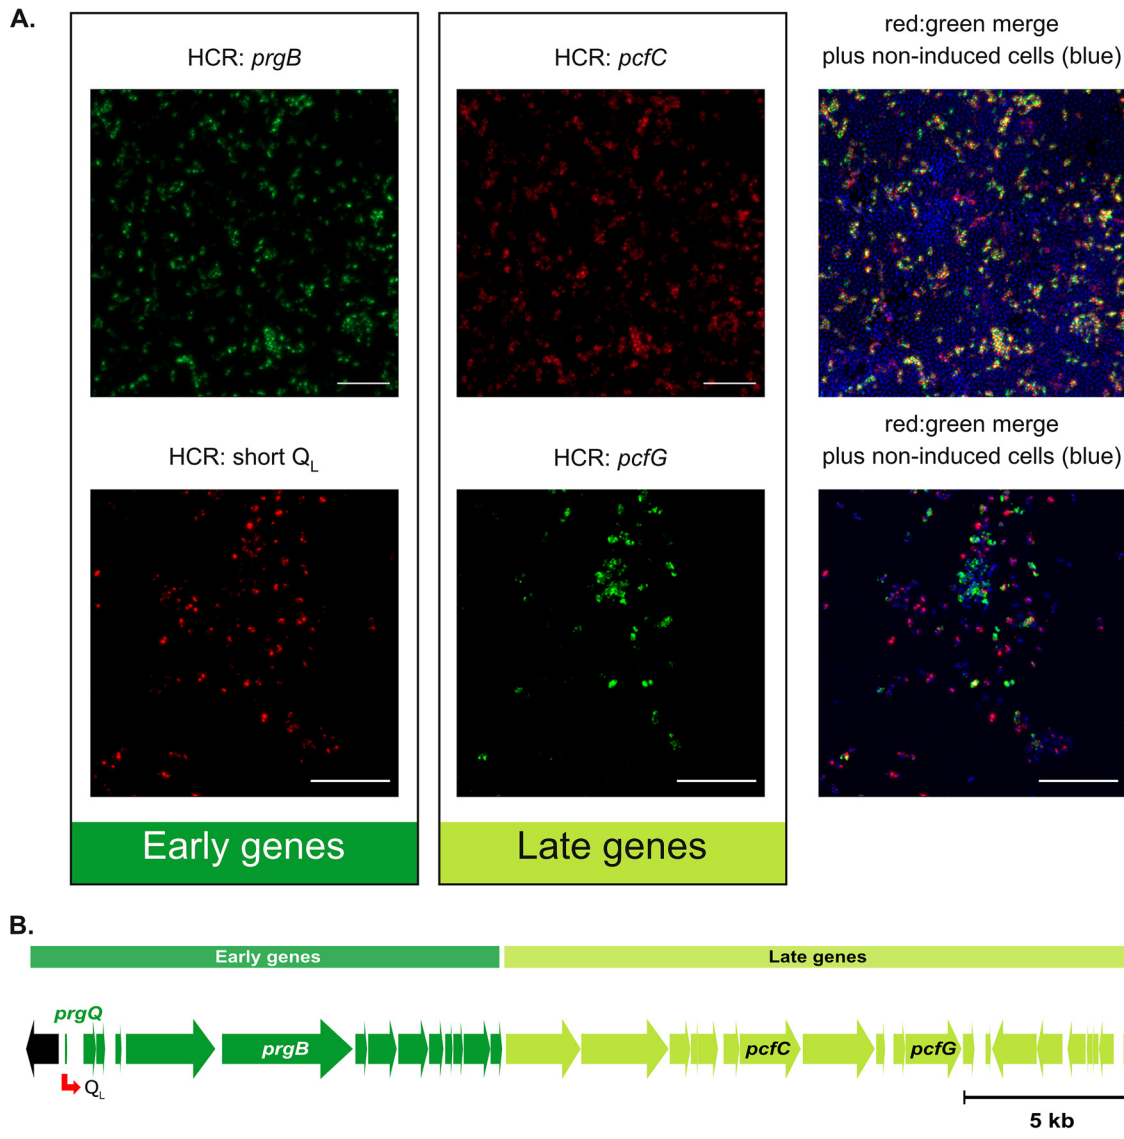 A.
HCR: prgB
HCR: pcfC
red:green merge
plus non-induced cells (blue)
HCR: short QL
HCR: pcfG
red:green merge
plus non-induced cells (blue)
Early genes
Late genes
B.
Early genes
Late genes
prgQ
prgB
pcfC
pcfG
QL
5 kb